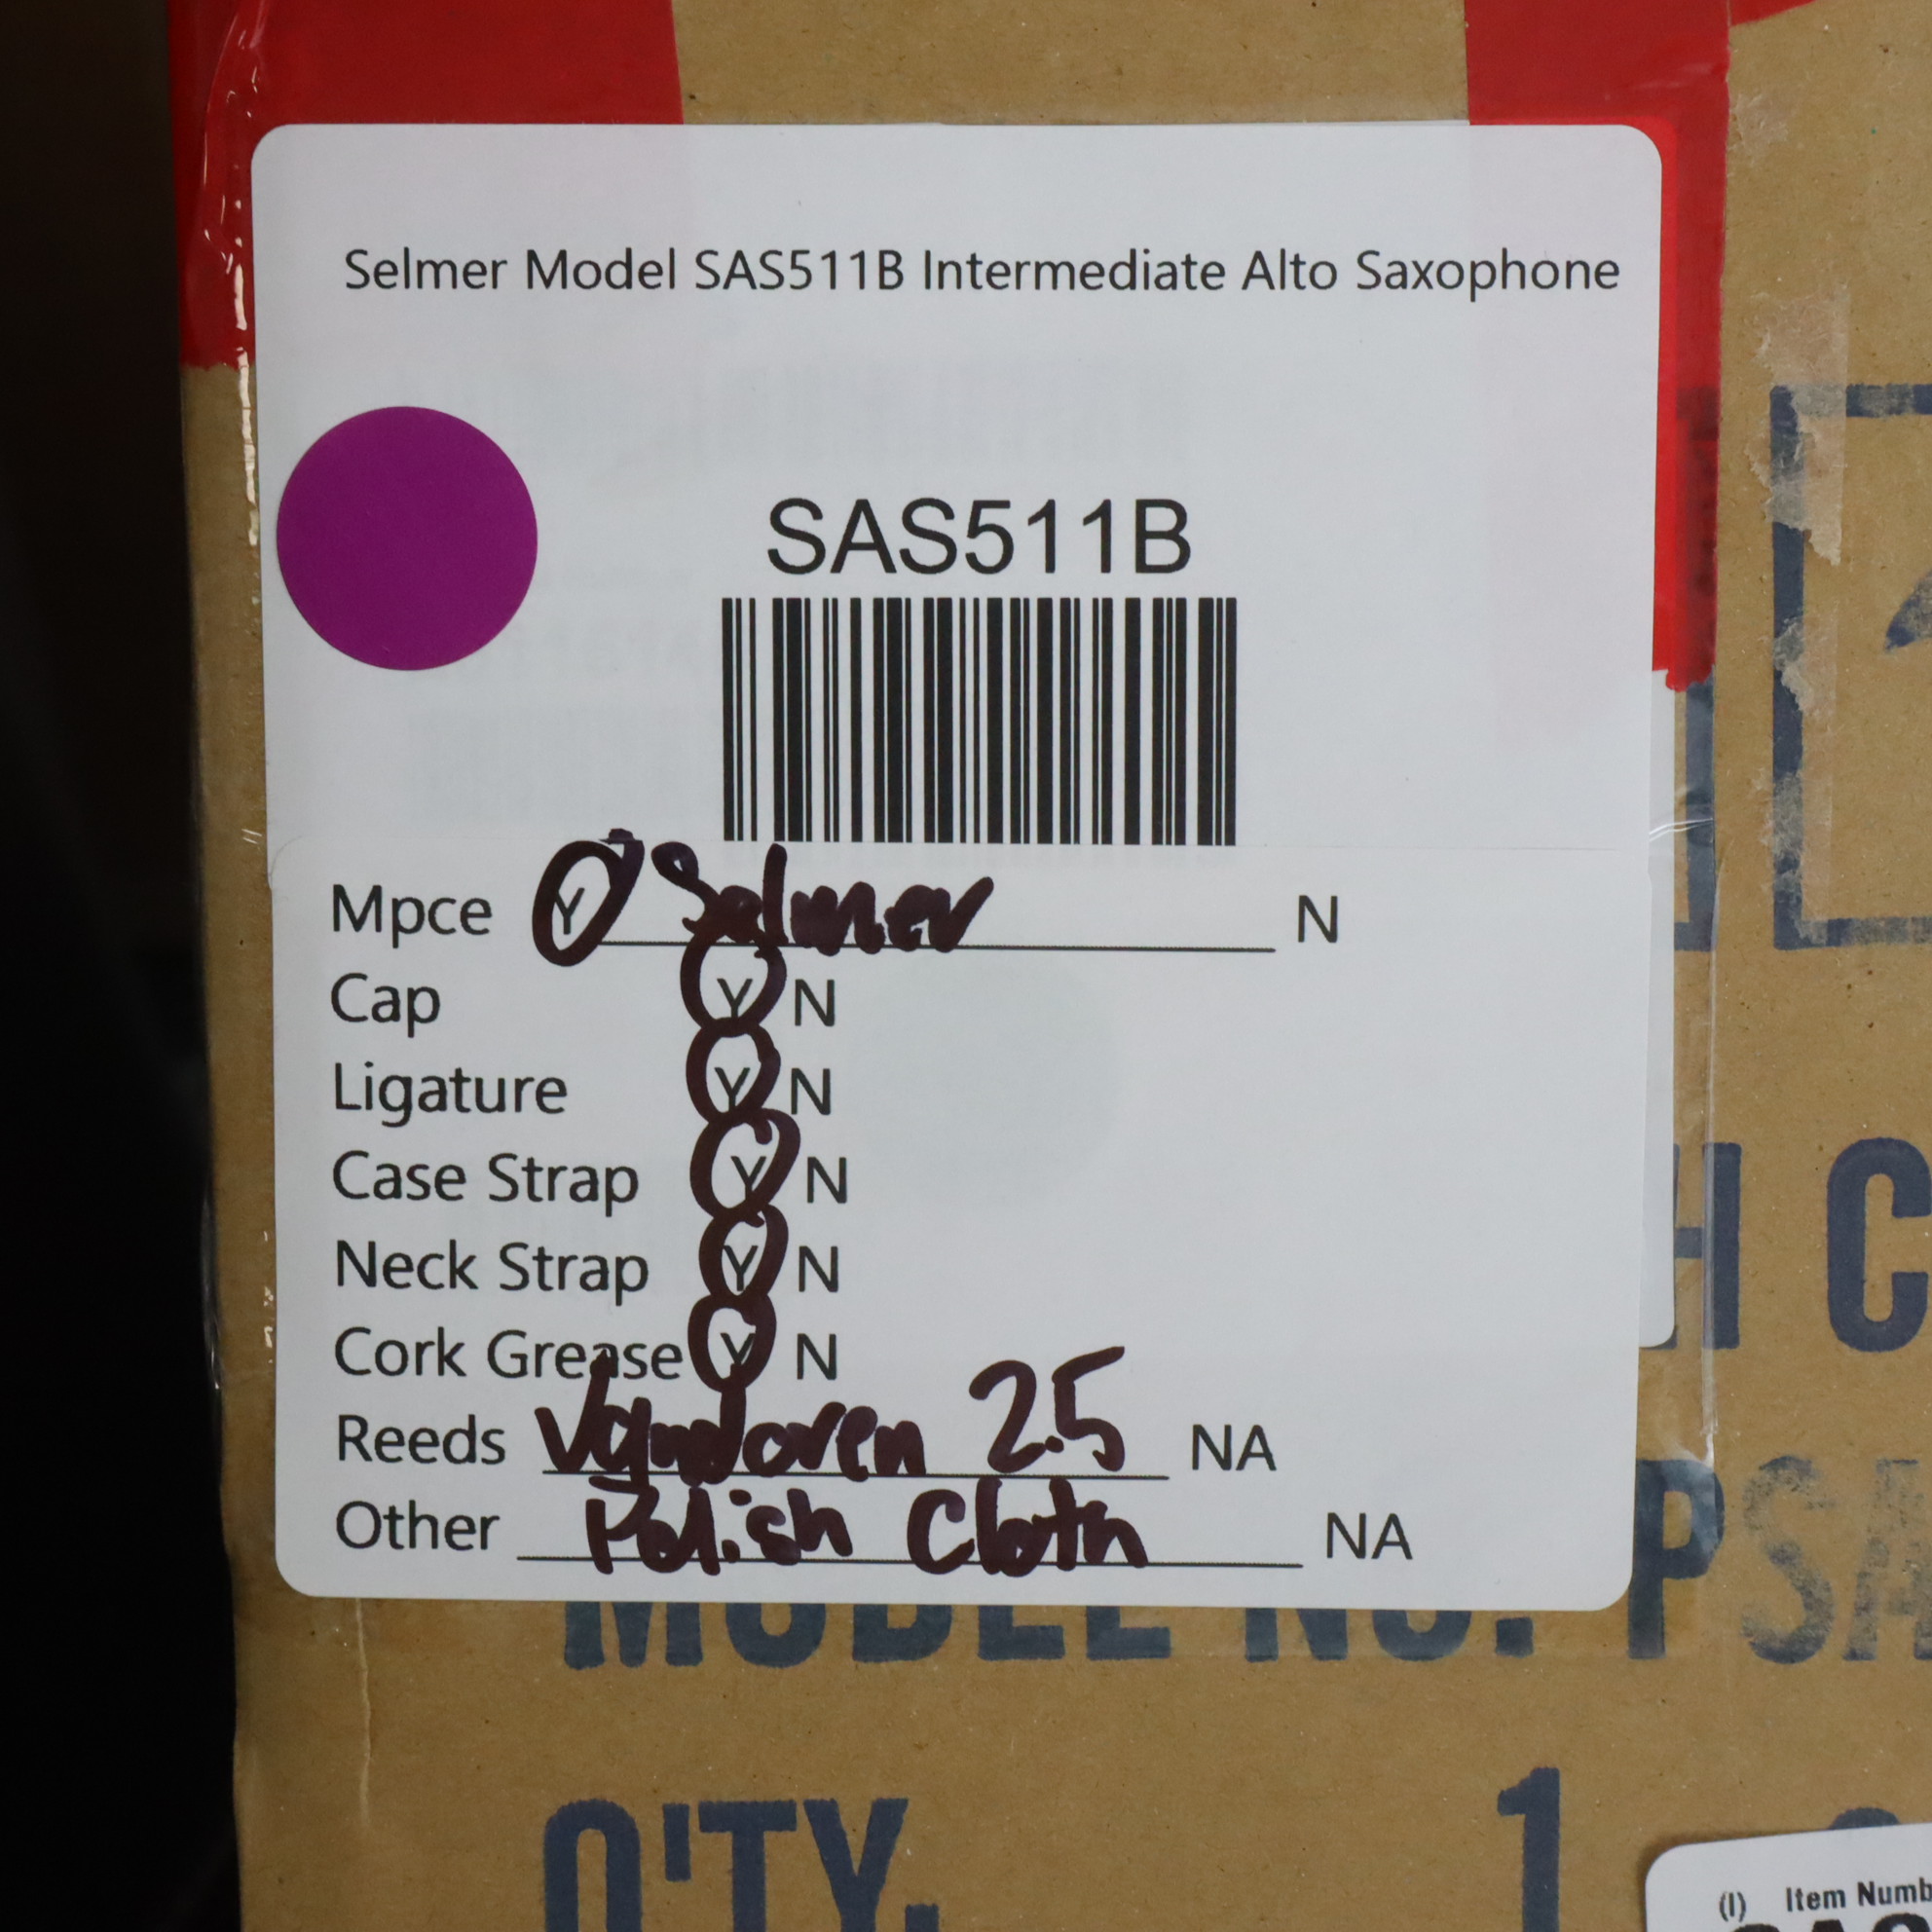 Selmer Model SAS511B Intermediate Alto Saxophone
SAS511B
Mpce Y Selmer N
Cap Y N
Ligature Y N
Case Strap Y N
Neck Strap Y N
Cork Grease Y N
Reeds Vandoren 2.5 NA
Other Polish Cloth NA
H C
MODEL NO. PSA
Q'TY. 1
(I) Item Numb